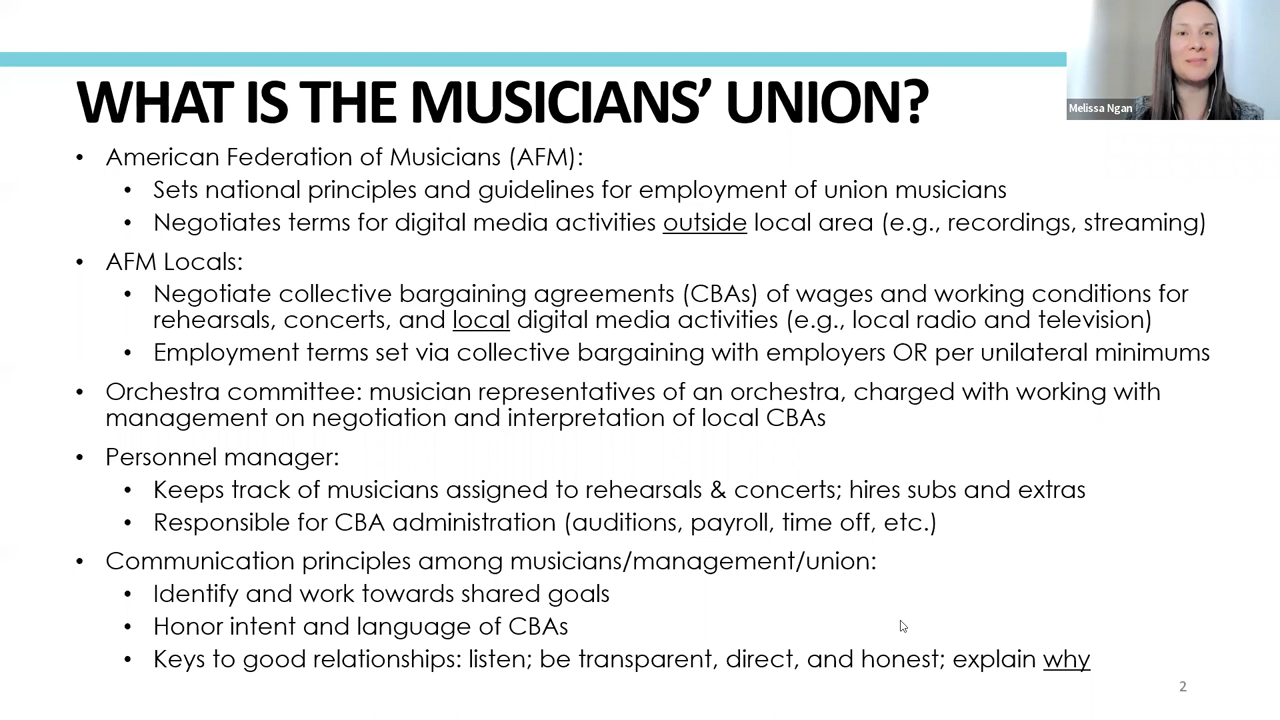 WHAT IS THE MUSICIANS’ UNION?
Melissa Ngan
• American Federation of Musicians (AFM):
• Sets national principles and guidelines for employment of union musicians
• Negotiates terms for digital media activities outside local area (e.g., recordings, streaming)
• AFM Locals:
• Negotiate collective bargaining agreements (CBAs) of wages and working conditions for
rehearsals, concerts, and local digital media activities (e.g., local radio and television)
• Employment terms set via collective bargaining with employers OR per unilateral minimums
• Orchestra committee: musician representatives of an orchestra, charged with working with
management on negotiation and interpretation of local CBAs
• Personnel manager:
• Keeps track of musicians assigned to rehearsals & concerts; hires subs and extras
• Responsible for CBA administration (auditions, payroll, time off, etc.)
• Communication principles among musicians/management/union:
• Identify and work towards shared goals
• Honor intent and language of CBAs
• Keys to good relationships: listen; be transparent, direct, and honest; explain why
2